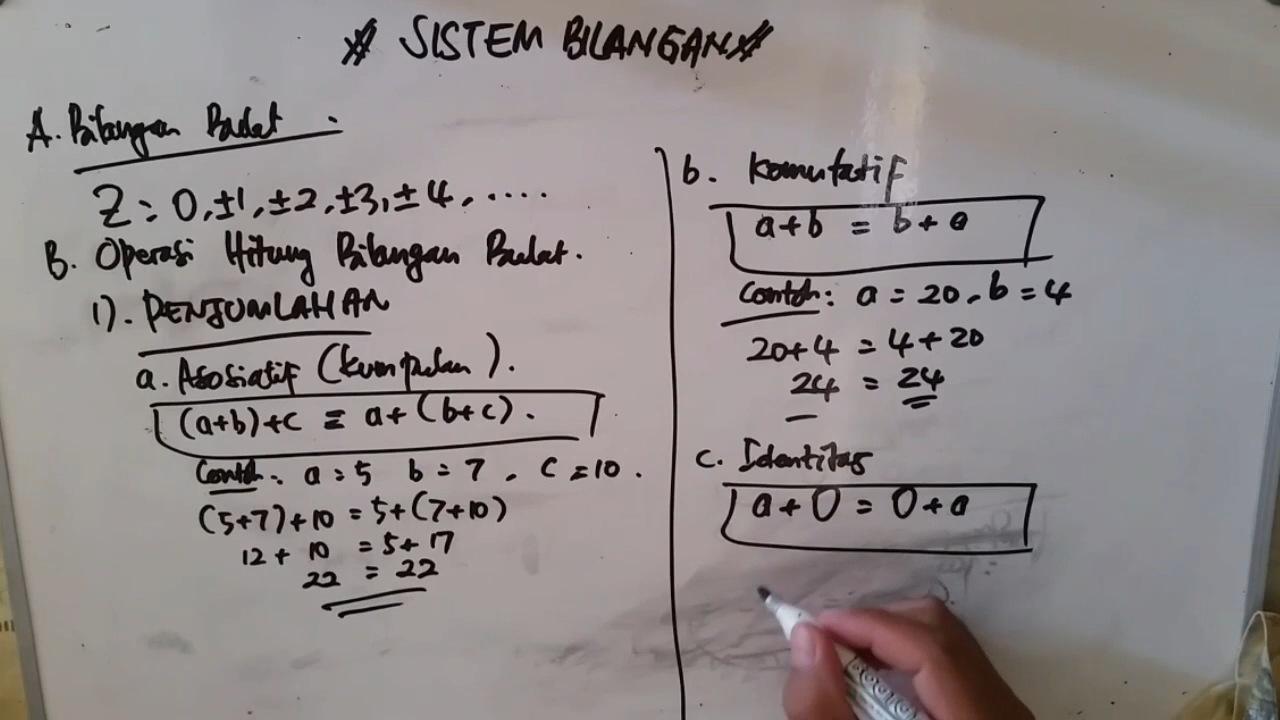 # SISTEM BILANGAN #
A. Bilangan Bulat.
Z = 0, ±1, ±2, ±3, ±4, ....
B. Operasi Hitung Bilangan Bulat.
1). PENJUMLAHAN
a. Asosiatif (kumpulan).
(a+b)+c = a+(b+c).
Contoh: a = 5 b = 7, c = 10.
(5+7)+10 = 5+(7+10)
12 + 10 = 5+ 17
22 = 22
b. Komutatif
a+b = b+a
Contoh: a = 20, b = 4
20+4 = 4+20
24 = 24
c. Identitas
a+0 = 0+a